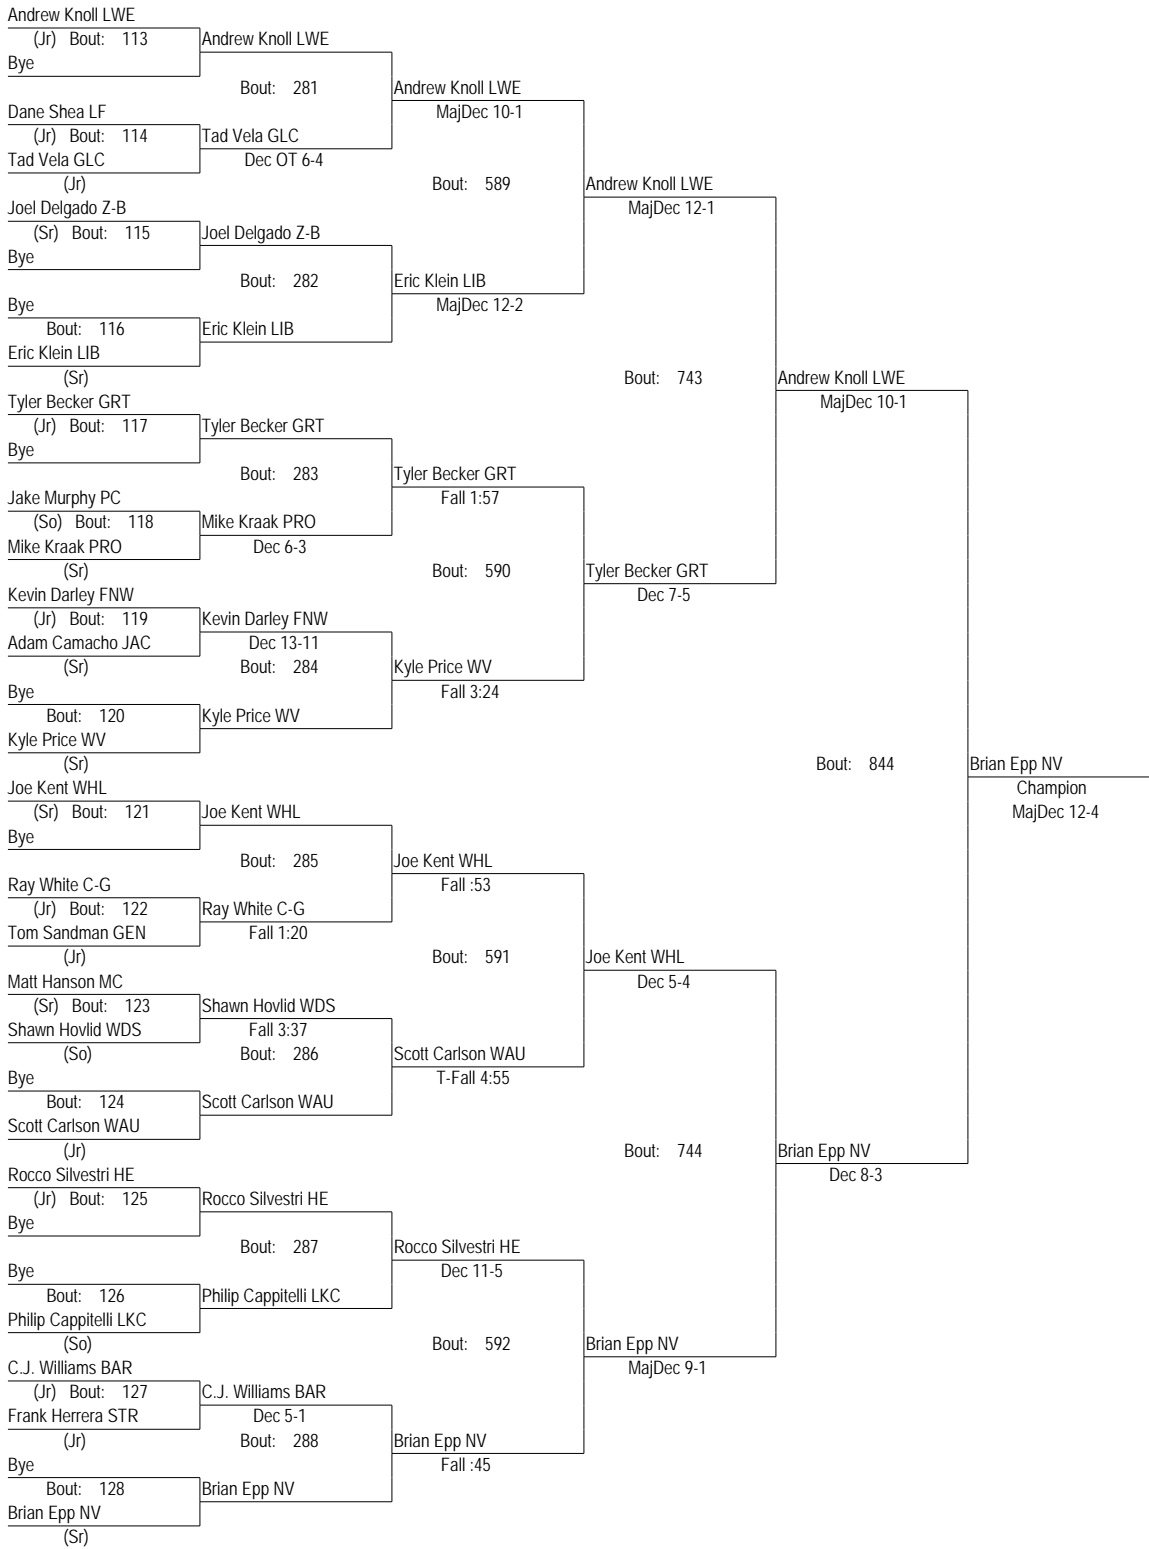 Andrew Knoll LWE
(Jr) Bout: 113 Andrew Knoll LWE
Bye
Bout: 281 Andrew Knoll LWE
Dane Shea LF MajDec 10-1
(Jr) Bout: 114 Tad Vela GLC
Tad Vela GLC Dec OT 6-4
(Jr) Bout: 589 Andrew Knoll LWE
Joel Delgado Z-B MajDec 12-1
(Sr) Bout: 115 Joel Delgado Z-B
Bye
Bout: 282 Eric Klein LIB
Bye MajDec 12-2
Bout: 116 Eric Klein LIB
Eric Klein LIB
(Sr) Bout: 743 Andrew Knoll LWE
Tyler Becker GRT MajDec 10-1
(Jr) Bout: 117 Tyler Becker GRT
Bye
Bout: 283 Tyler Becker GRT
Jake Murphy PC Fall 1:57
(So) Bout: 118 Mike Kraak PRO
Mike Kraak PRO Dec 6-3
(Sr) Bout: 590 Tyler Becker GRT
Kevin Darley FNW Dec 7-5
(Jr) Bout: 119 Kevin Darley FNW
Adam Camacho JAC Dec 13-11
(Sr) Bout: 284 Kyle Price WV
Bye Fall 3:24
Bout: 120 Kyle Price WV
Kyle Price WV
(Sr) Bout: 844 Brian Epp NV
Joe Kent WHL Champion
(Sr) Bout: 121 Joe Kent WHL MajDec 12-4
Bye
Bout: 285 Joe Kent WHL
Ray White C-G Fall :53
(Jr) Bout: 122 Ray White C-G
Tom Sandman GEN Fall 1:20
(Jr) Bout: 591 Joe Kent WHL
Matt Hanson MC Dec 5-4
(Sr) Bout: 123 Shawn Hovlid WDS
Shawn Hovlid WDS Fall 3:37
(So) Bout: 286 Scott Carlson WAU
Bye T-Fall 4:55
Bout: 124 Scott Carlson WAU
Scott Carlson WAU
(Jr) Bout: 744 Brian Epp NV
Rocco Silvestri HE Dec 8-3
(Jr) Bout: 125 Rocco Silvestri HE
Bye
Bout: 287 Rocco Silvestri HE
Bye Dec 11-5
Bout: 126 Philip Cappitelli LKC
Philip Cappitelli LKC
(So) Bout: 592 Brian Epp NV
C.J. Williams BAR MajDec 9-1
(Jr) Bout: 127 C.J. Williams BAR
Frank Herrera STR Dec 5-1
(Jr) Bout: 288 Brian Epp NV
Bye Fall :45
Bout: 128 Brian Epp NV
Brian Epp NV
(Sr)